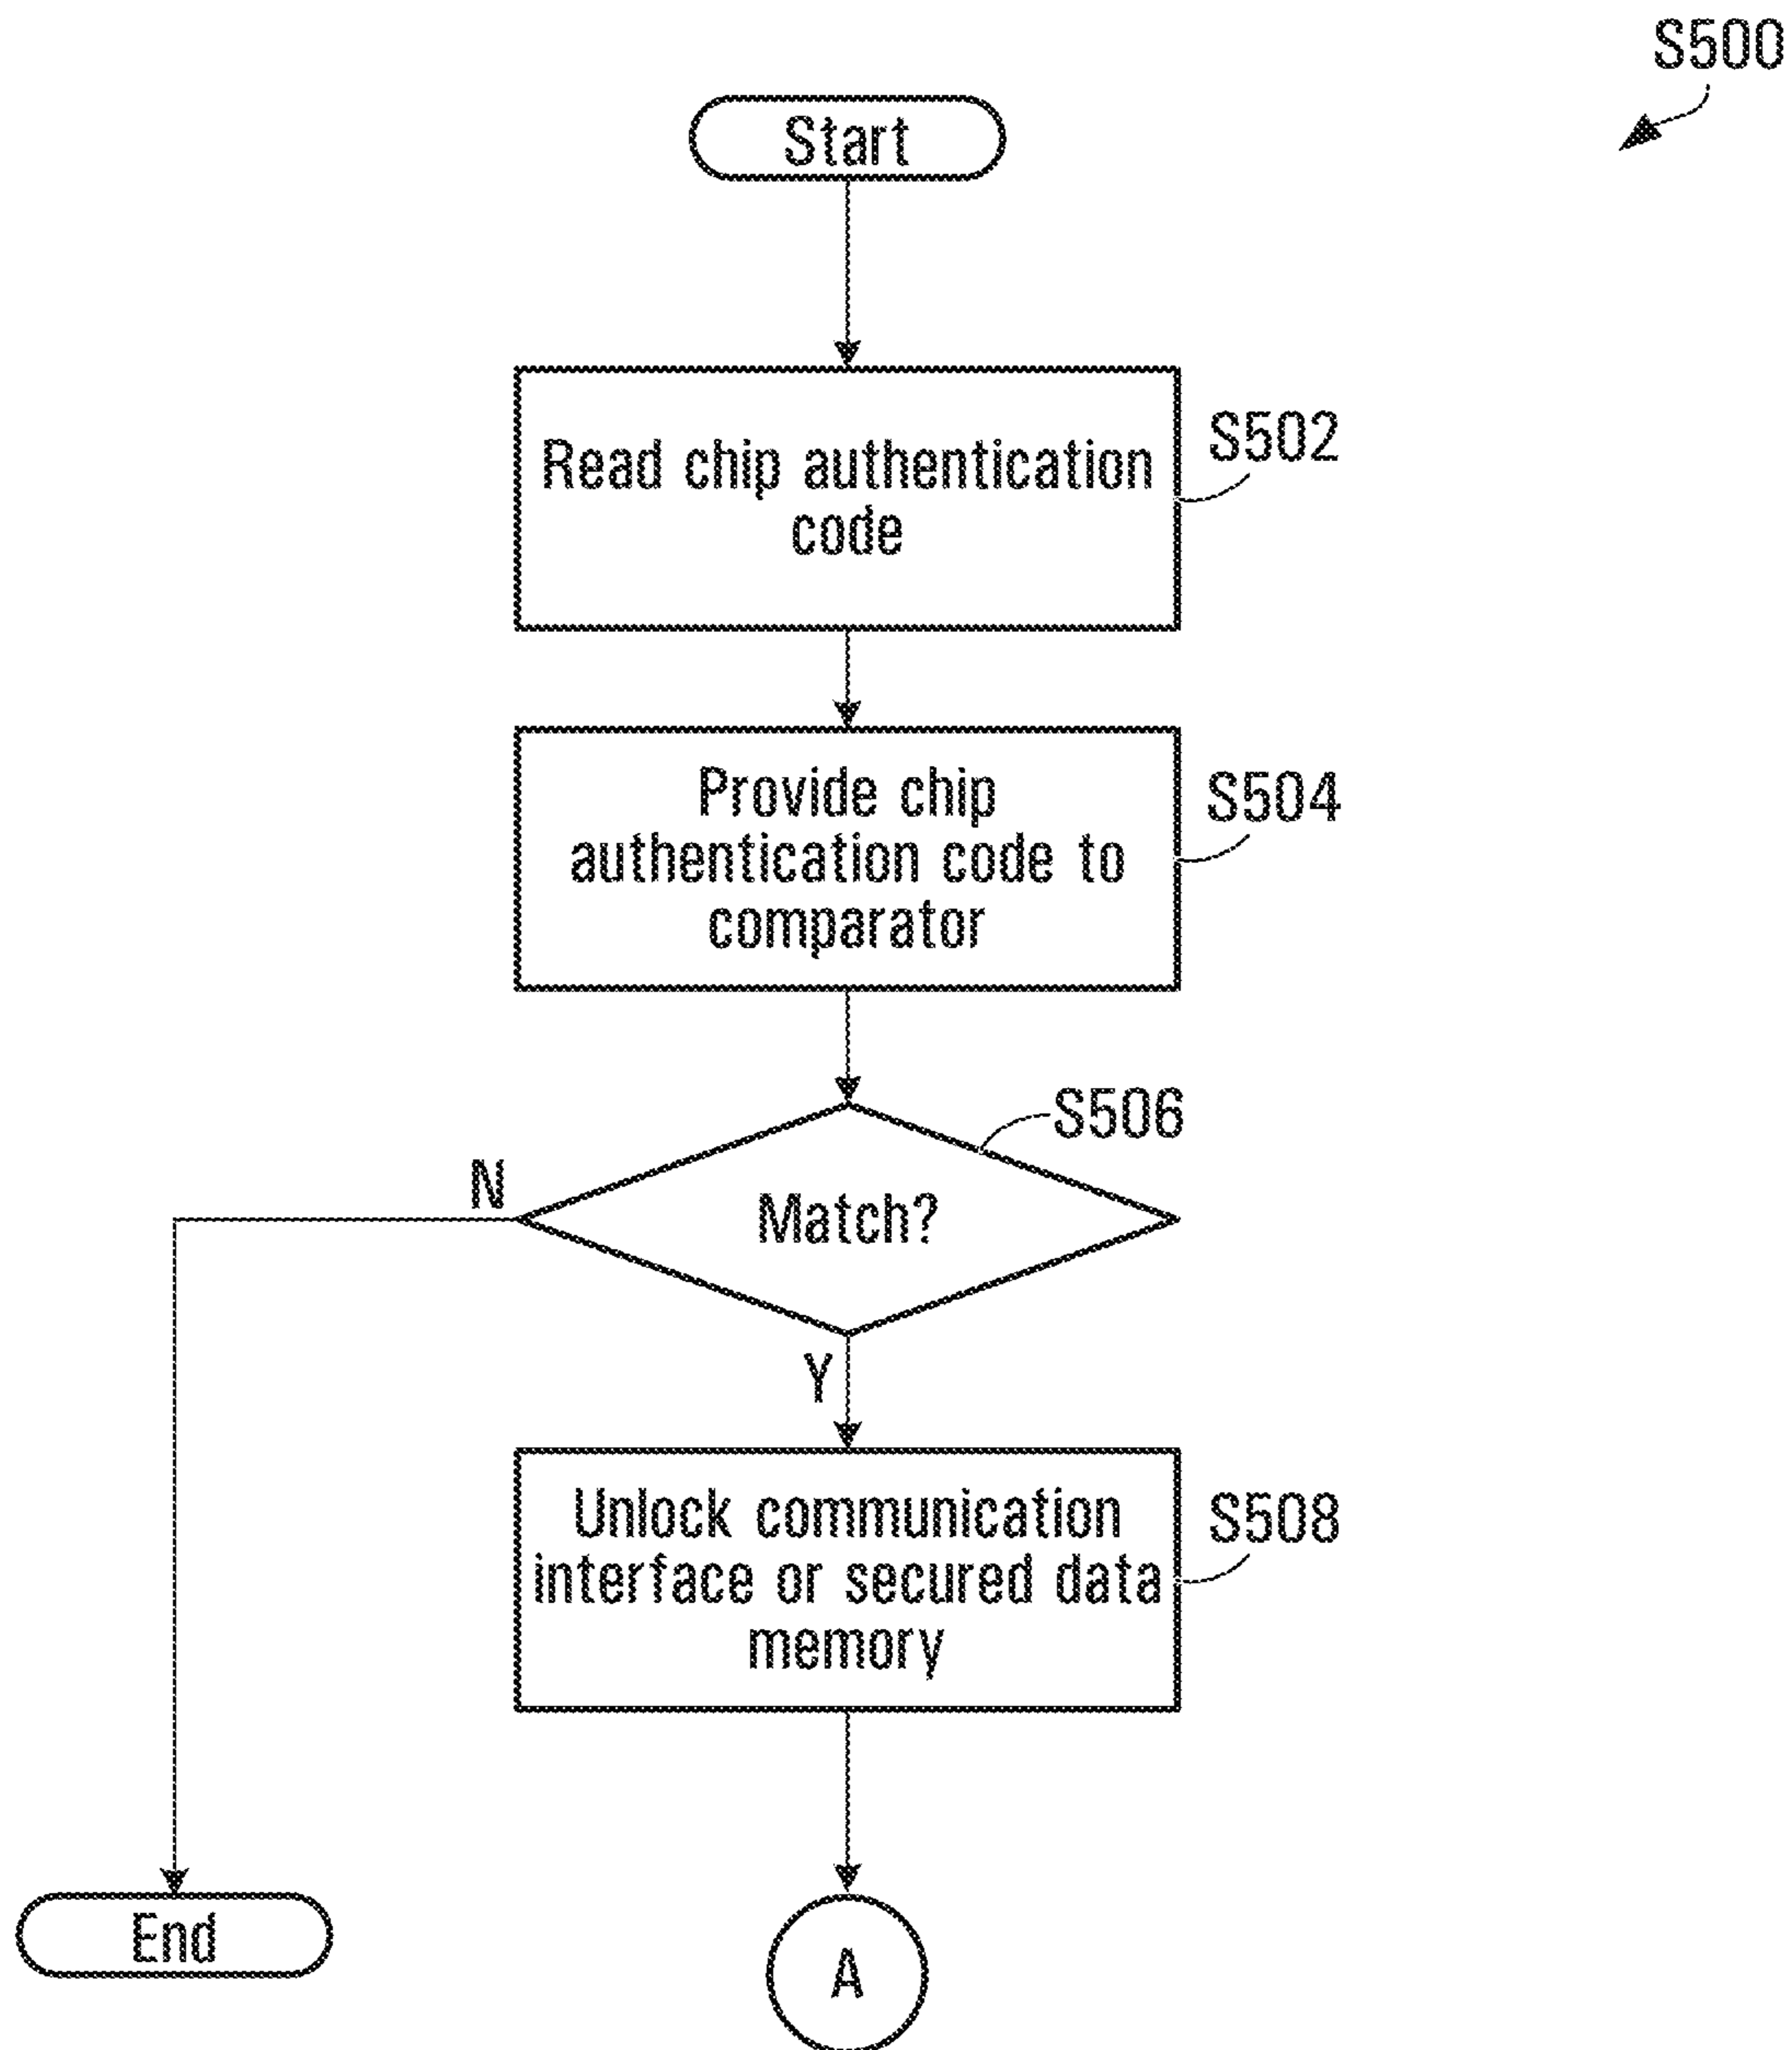 S500
Start
Read chip authentication
code
S502
Provide chip
authentication code to
comparator
S504
S506
N
Match?
Y
Unlock communication
interface or secured data
memory
S508
End
A